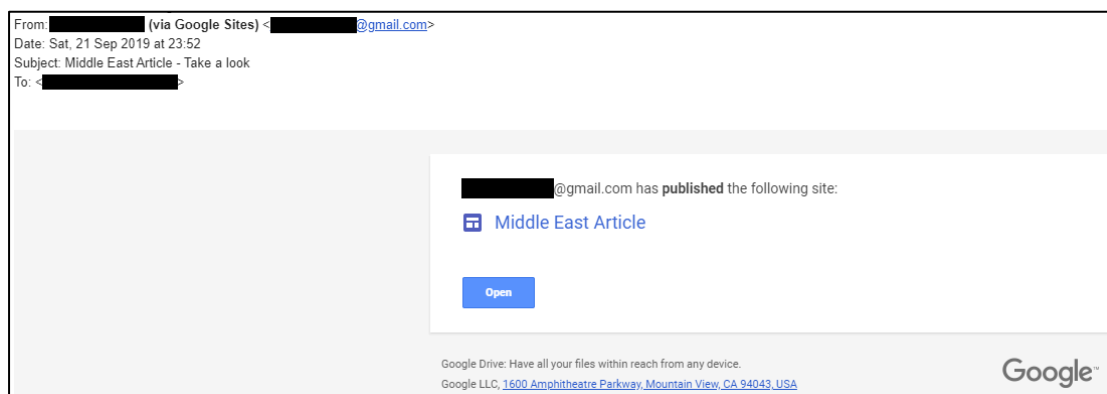 From: (via Google Sites) < @gmail.com>
Date: Sat, 21 Sep 2019 at 23:52
Subject: Middle East Article - Take a look
To: < >
@gmail.com has published the following site:
Middle East Article
Open
Google Drive: Have all your files within reach from any device.
Google LLC, 1600 Amphitheatre Parkway, Mountain View, CA 94043, USA
Google™